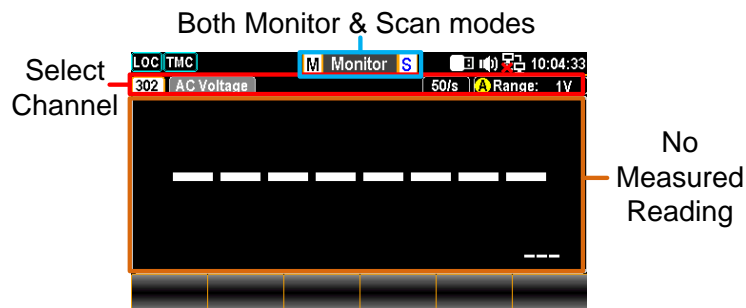 Both Monitor & Scan modes
LOC TMC M Monitor S 10:04:33
Select
Channel
302 AC Voltage 50/s A Range: 1V
No
Measured
Reading